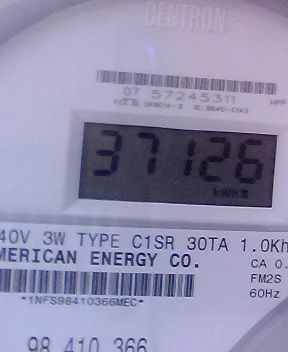 CENTRON®
07 57245311
37126
kWh
40V 3W TYPE C1SR 30TA 1.0Kh
MERICAN ENERGY CO.
CA 0.
FM2S
60Hz
*1NFS98410366MEC*
98 410 366